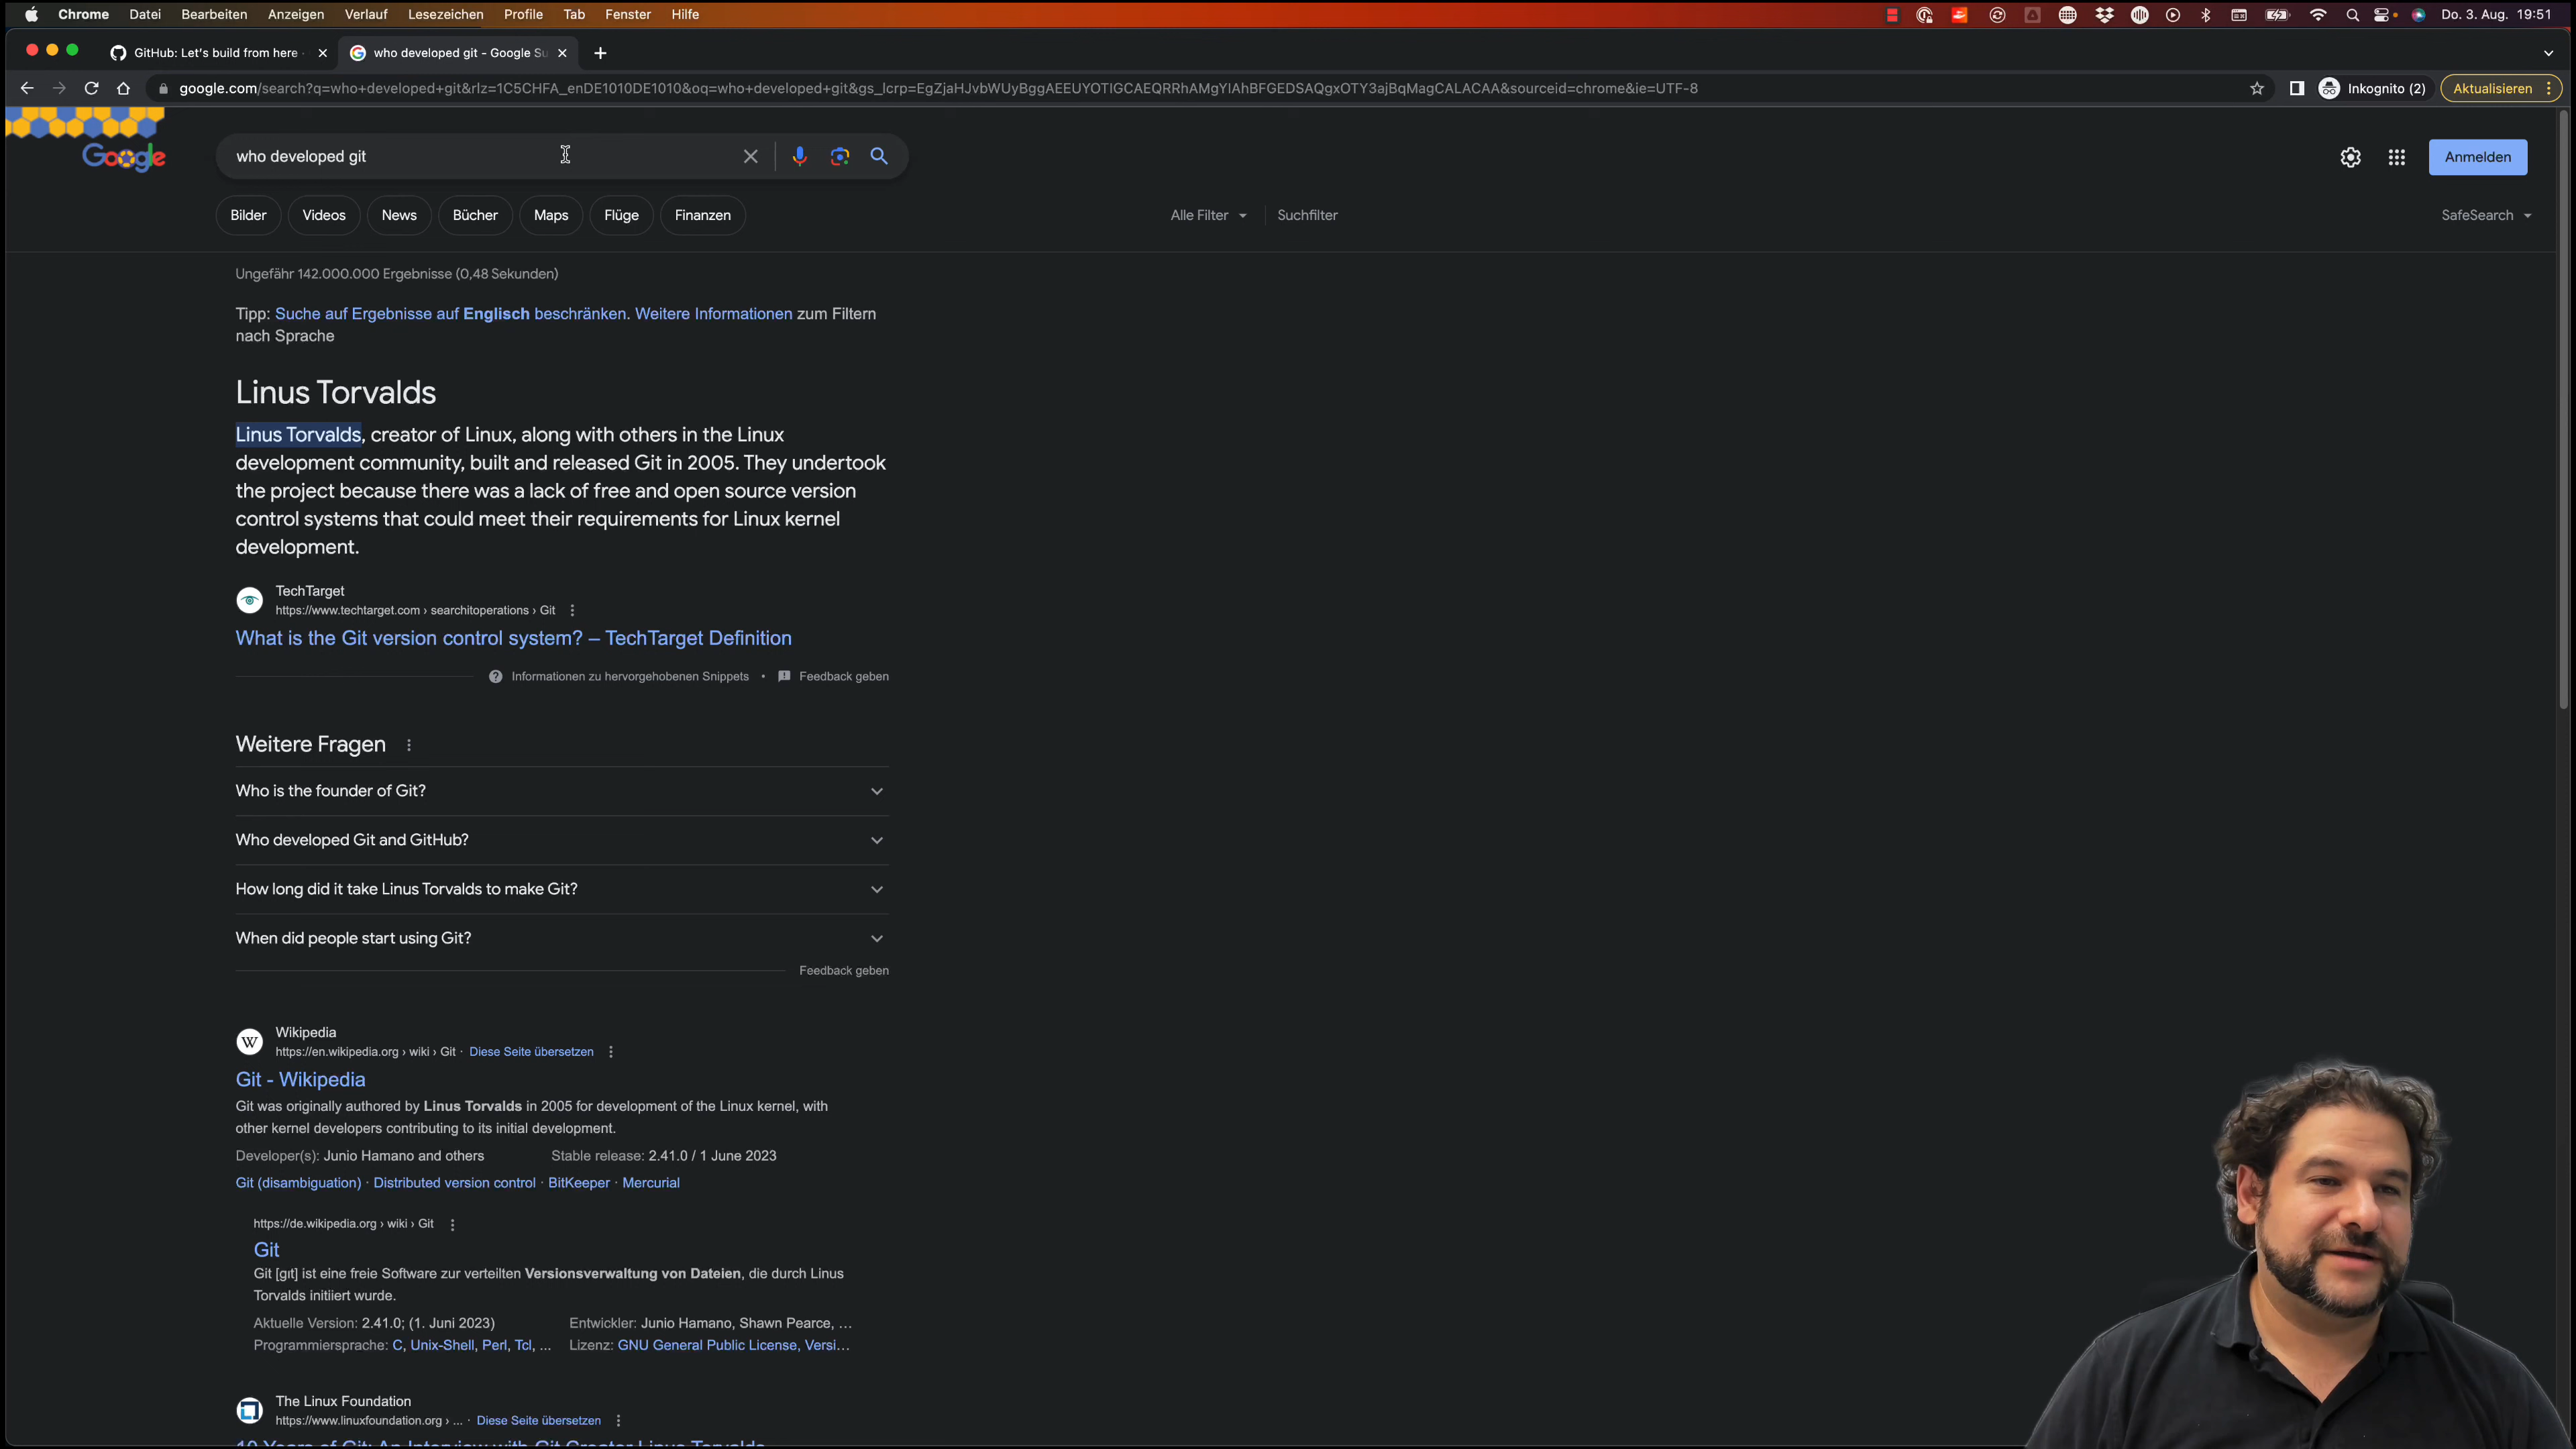 Chrome Datei Bearbeiten Anzeigen Verlauf Lesezeichen Profile Tab Fenster Hilfe Do. 3. Aug. 19:51
GitHub: Let's build from here · who developed git - Google Su
google.com/search?q=who+developed+git&rlz=1C5CHFA_enDE1010DE1010&oq=who+developed+git&gs_lcrp=EgZjaHJvbWUyBggAEEUYOTIGCAEQRRhAMgYIAhBFGEDSAQgxOTY3ajBqMagCALACAA&sourceid=chrome&ie=UTF-8 Inkognito (2) Aktualisieren
Google who developed git Anmelden
Bilder Videos News Bücher Maps Flüge Finanzen Alle Filter Suchfilter SafeSearch
Ungefähr 142.000.000 Ergebnisse (0,48 Sekunden)
Tipp: Suche auf Ergebnisse auf Englisch beschränken. Weitere Informationen zum Filtern
nach Sprache
Linus Torvalds
Linus Torvalds, creator of Linux, along with others in the Linux
development community, built and released Git in 2005. They undertook
the project because there was a lack of free and open source version
control systems that could meet their requirements for Linux kernel
development.
TechTarget
https://www.techtarget.com › searchitoperations › Git
What is the Git version control system? – TechTarget Definition
Informationen zu hervorgehobenen Snippets • Feedback geben
Weitere Fragen
Who is the founder of Git?
Who developed Git and GitHub?
How long did it take Linus Torvalds to make Git?
When did people start using Git?
Feedback geben
W Wikipedia
https://en.wikipedia.org › wiki › Git · Diese Seite übersetzen
Git - Wikipedia
Git was originally authored by Linus Torvalds in 2005 for development of the Linux kernel, with
other kernel developers contributing to its initial development.
Developer(s): Junio Hamano and others Stable release: 2.41.0 / 1 June 2023
Git (disambiguation) · Distributed version control · BitKeeper · Mercurial
https://de.wikipedia.org › wiki › Git
Git
Git [gɪt] ist eine freie Software zur verteilten Versionsverwaltung von Dateien, die durch Linus
Torvalds initiiert wurde.
Aktuelle Version: 2.41.0; (1. Juni 2023) Entwickler: Junio Hamano, Shawn Pearce, ...
Programmiersprache: C, Unix-Shell, Perl, Tcl, ... Lizenz: GNU General Public License, Versi...
The Linux Foundation
https://www.linuxfoundation.org › ... · Diese Seite übersetzen
10 Years of Git: An Interview with Git Creator Linus Torvalds